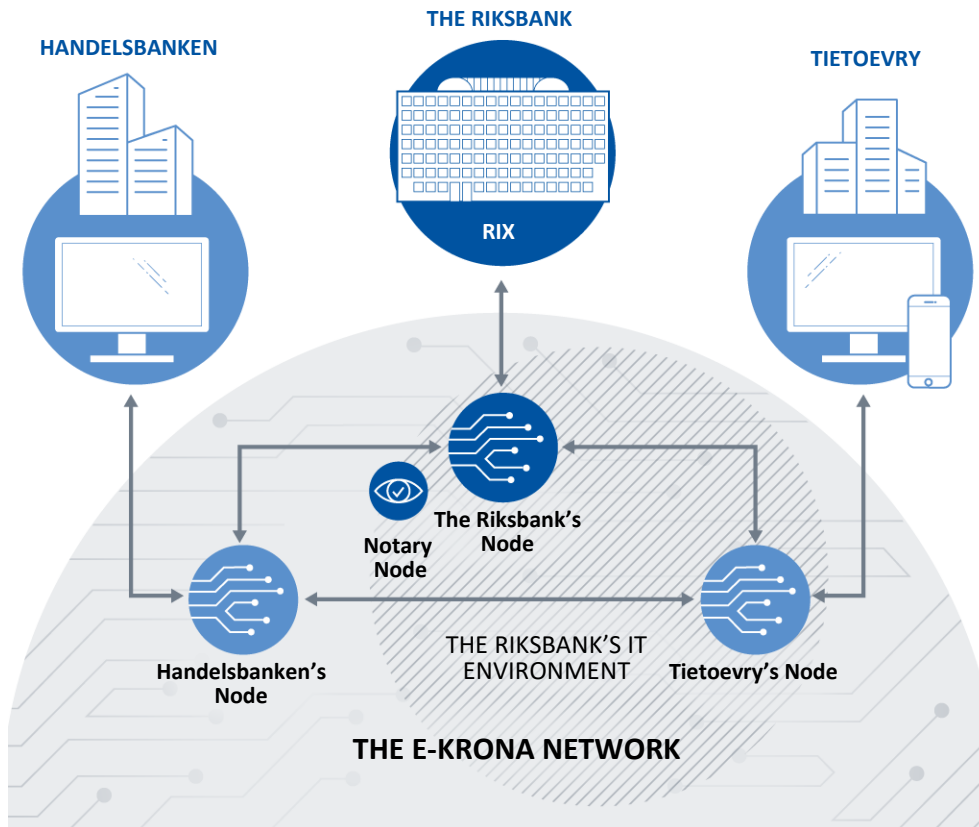 THE RIKSBANK
HANDELSBANKEN
TIETOEVRY
RIX
The Riksbank's
Node
Notary
Node
Handelsbanken's
Node
THE RIKSBANK'S IT
ENVIRONMENT
Tietoevry's Node
THE E-KRONA NETWORK